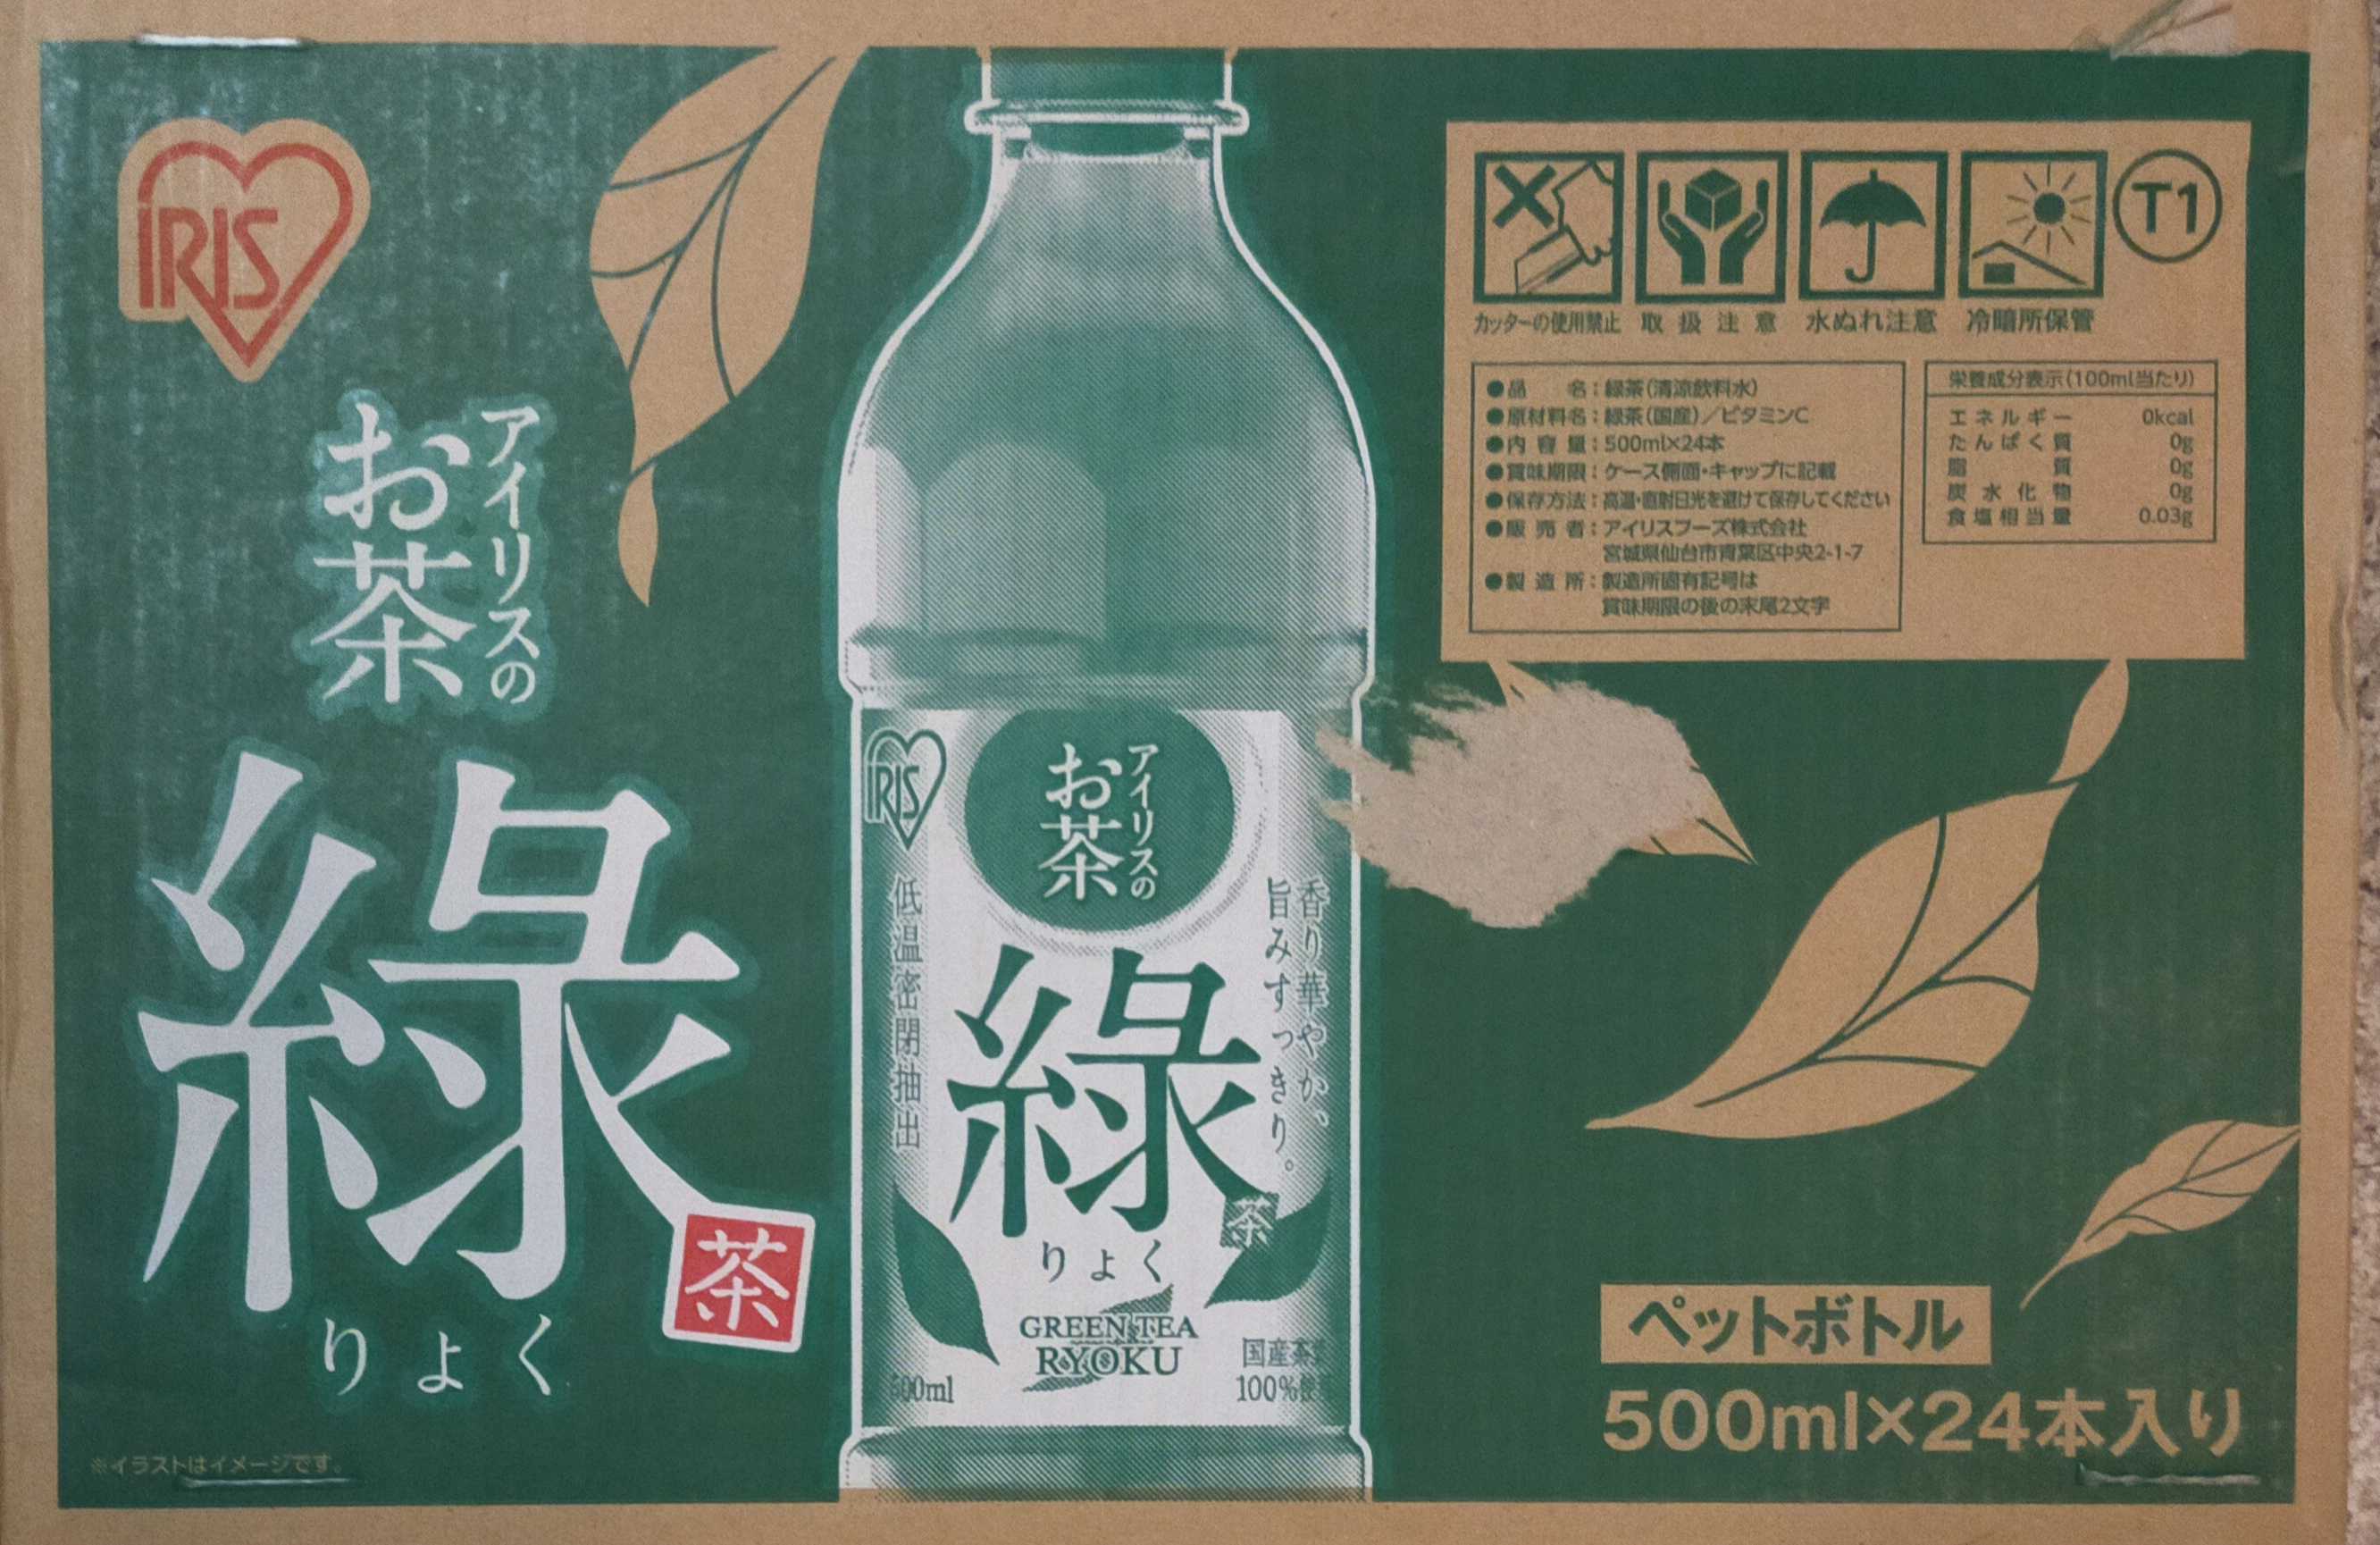 IRIS
アイリスの
お茶
緑
りょく
茶
※イラストはイメージです。
IRIS
アイリスの
お茶
低温密閉抽出
香り華やか、
旨みすっきり。
緑
茶
りょく
GREEN TEA
RYOKU
00ml
国産茶
100%
カッターの使用禁止
取扱注意
水ぬれ注意
冷暗所保管
T1
●品名:緑茶(清涼飲料水)
●原材料名:緑茶(国産)/ビタミンC
●内容量:500ml×24本
●賞味期限:ケース側面・キャップに記載
●保存方法:高温・直射日光を避けて保存してください
●販売者:アイリスフーズ株式会社
宮城県仙台市青葉区中央2-1-7
●製造所:製造所固有記号は
賞味期限の後の末尾2文字
栄養成分表示(100ml当たり)
エネルギー 0kcal
たんぱく質 0g
脂質 0g
炭水化物 0g
食塩相当量 0.03g
ペットボトル
500ml×24本入り